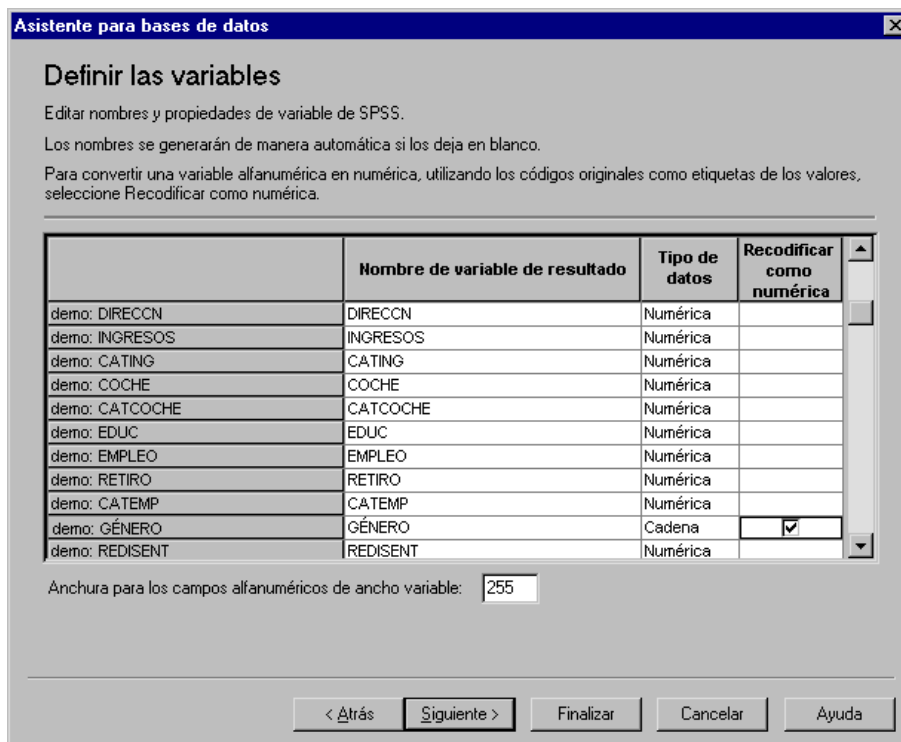 Asistente para bases de datos
Definir las variables
Editar nombres y propiedades de variable de SPSS.
Los nombres se generarán de manera automática si los deja en blanco.
Para convertir una variable alfanumérica en numérica, utilizando los códigos originales como etiquetas de los valores,
seleccione Recodificar como numérica.
Nombre de variable de resultado Tipo de datos Recodificar como numérica
demo: DIRECCN DIRECCN Numérica
demo: INGRESOS INGRESOS Numérica
demo: CATING CATING Numérica
demo: COCHE COCHE Numérica
demo: CATCOCHE CATCOCHE Numérica
demo: EDUC EDUC Numérica
demo: EMPLEO EMPLEO Numérica
demo: RETIRO RETIRO Numérica
demo: CATEMP CATEMP Numérica
demo: GÉNERO GÉNERO Cadena
demo: REDISENT REDISENT Numérica
Anchura para los campos alfanuméricos de ancho variable: 255
< Atrás Siguiente > Finalizar Cancelar Ayuda